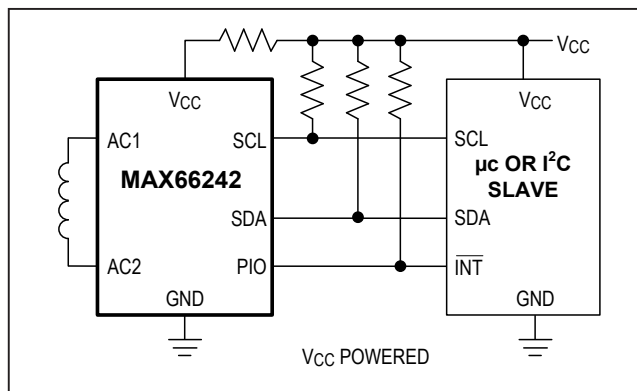 VCC
VCC
VCC
AC1
SCL
SCL
MAX66242
µc OR I²C
SLAVE
SDA
SDA
AC2
PIO
INT
GND
GND
VCC POWERED